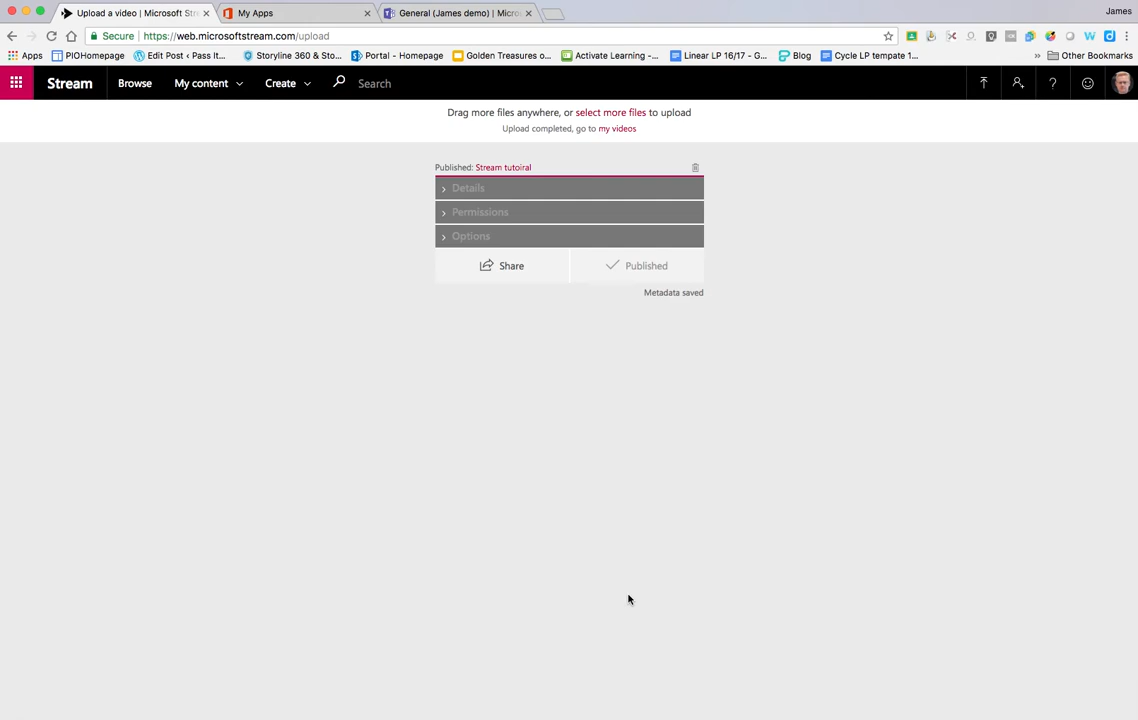 Upload a video | Microsoft Str
My Apps
General (James demo) | Micro
James
Secure | https://web.microsoftstream.com/upload
Apps PIOHomepage Edit Post ‹ Pass It... Storyline 360 & Sto... Portal - Homepage Golden Treasures o... Activate Learning -... Linear LP 16/17 - G... Blog Cycle LP tempate 1... » Other Bookmarks
Stream Browse My content Create Search
Drag more files anywhere, or select more files to upload
Upload completed, go to my videos
Published: Stream tutoiral
Details
Permissions
Options
Share Published
Metadata saved